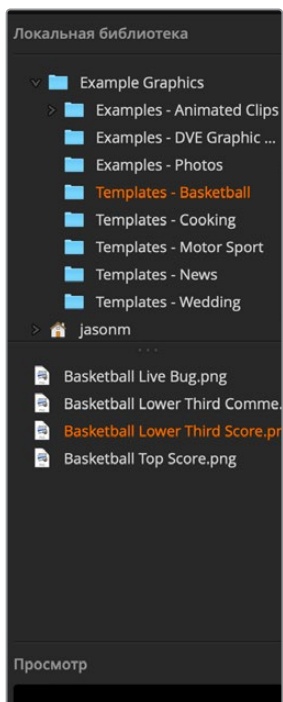 Локальная библиотека
Example Graphics
Examples - Animated Clips
Examples - DVE Graphic ...
Examples - Photos
Templates - Basketball
Templates - Cooking
Templates - Motor Sport
Templates - News
Templates - Wedding
jasonm
Basketball Live Bug.png
Basketball Lower Third Comme.
Basketball Lower Third Score.pr
Basketball Top Score.png
Просмотр